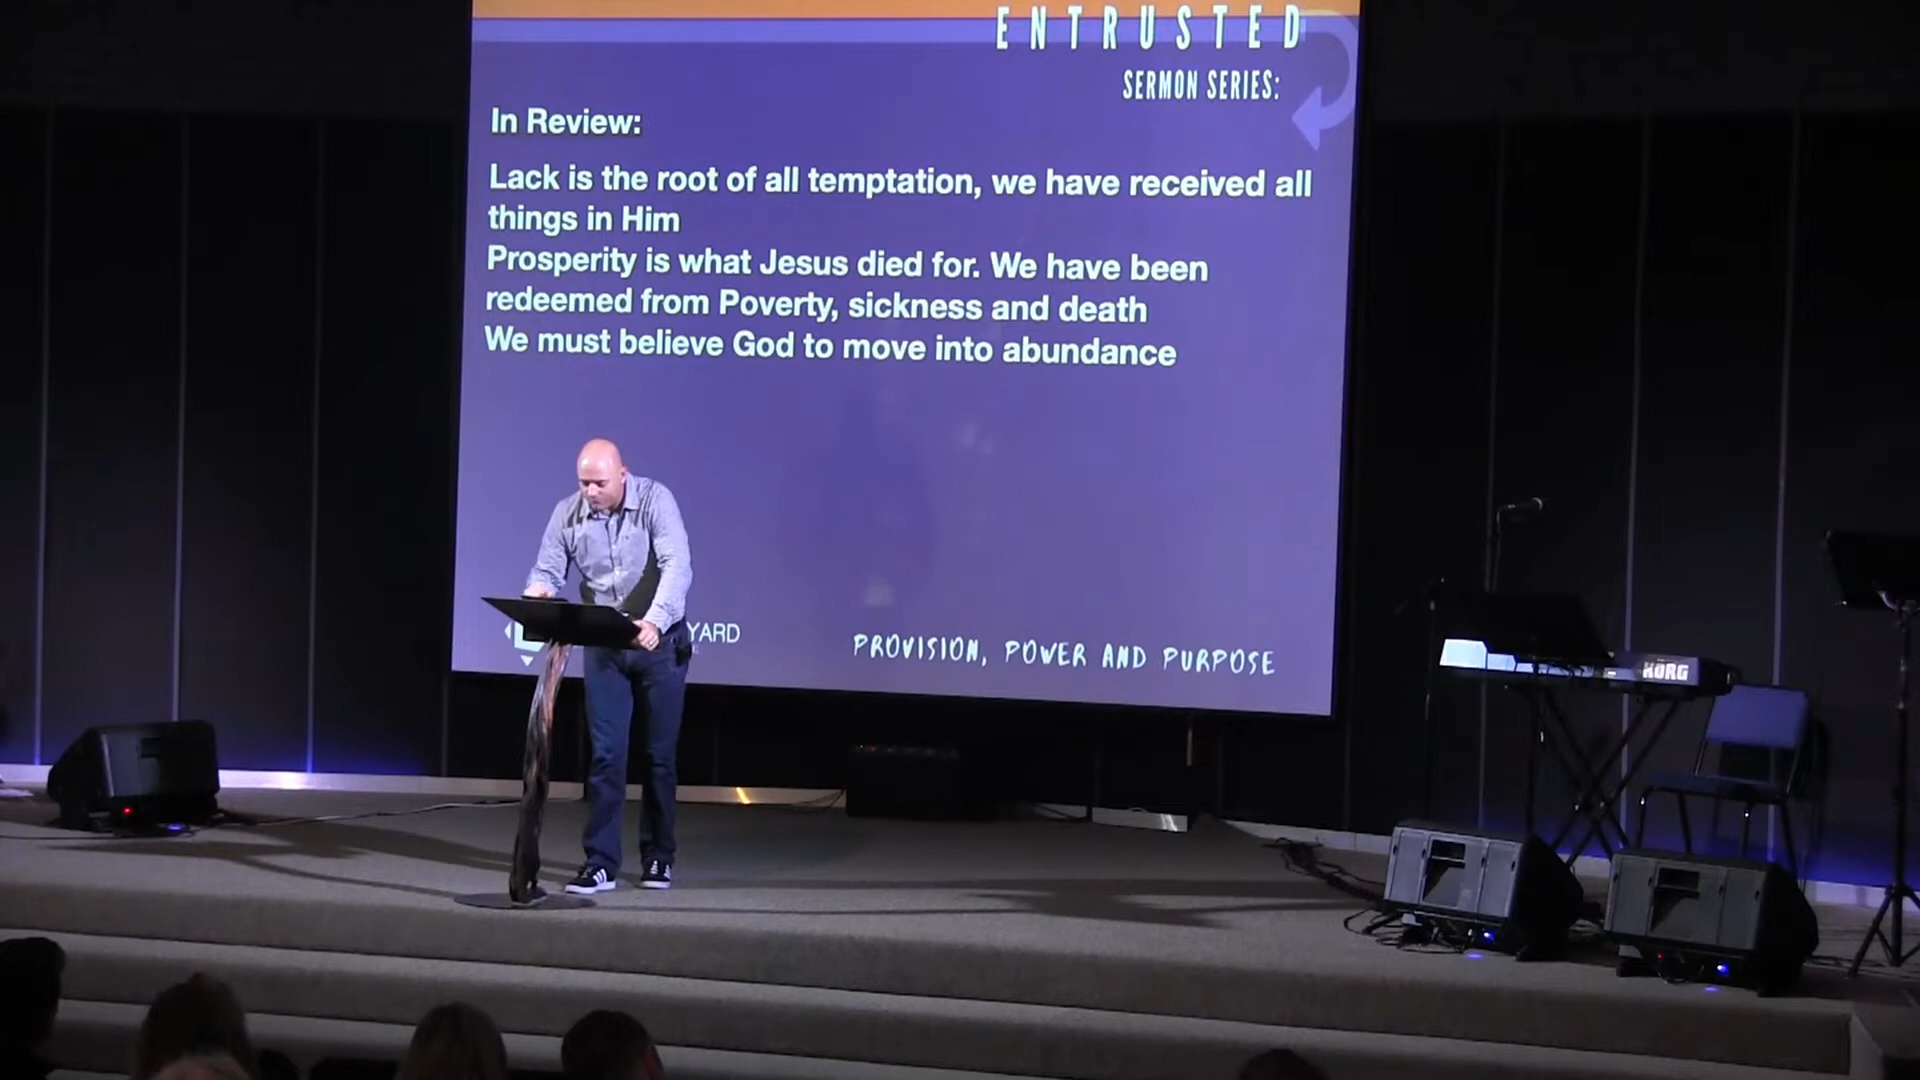 ENTRUSTED
SERMON SERIES:
In Review:
Lack is the root of all temptation, we have received all
things in Him
Prosperity is what Jesus died for. We have been
redeemed from Poverty, sickness and death
We must believe God to move into abundance
YARD
PROVISION, POWER AND PURPOSE
KORG